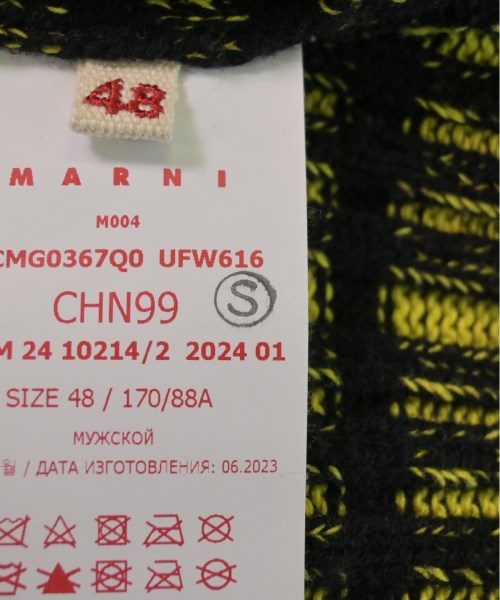 48
MARNI
M004
CMG0367Q0 UFW616
CHN99 S
M 24 10214/2 2024 01
SIZE 48 / 170/88A
МУЖСКОЙ
/ ДАТА ИЗГОТОВЛЕНИЯ: 06.2023